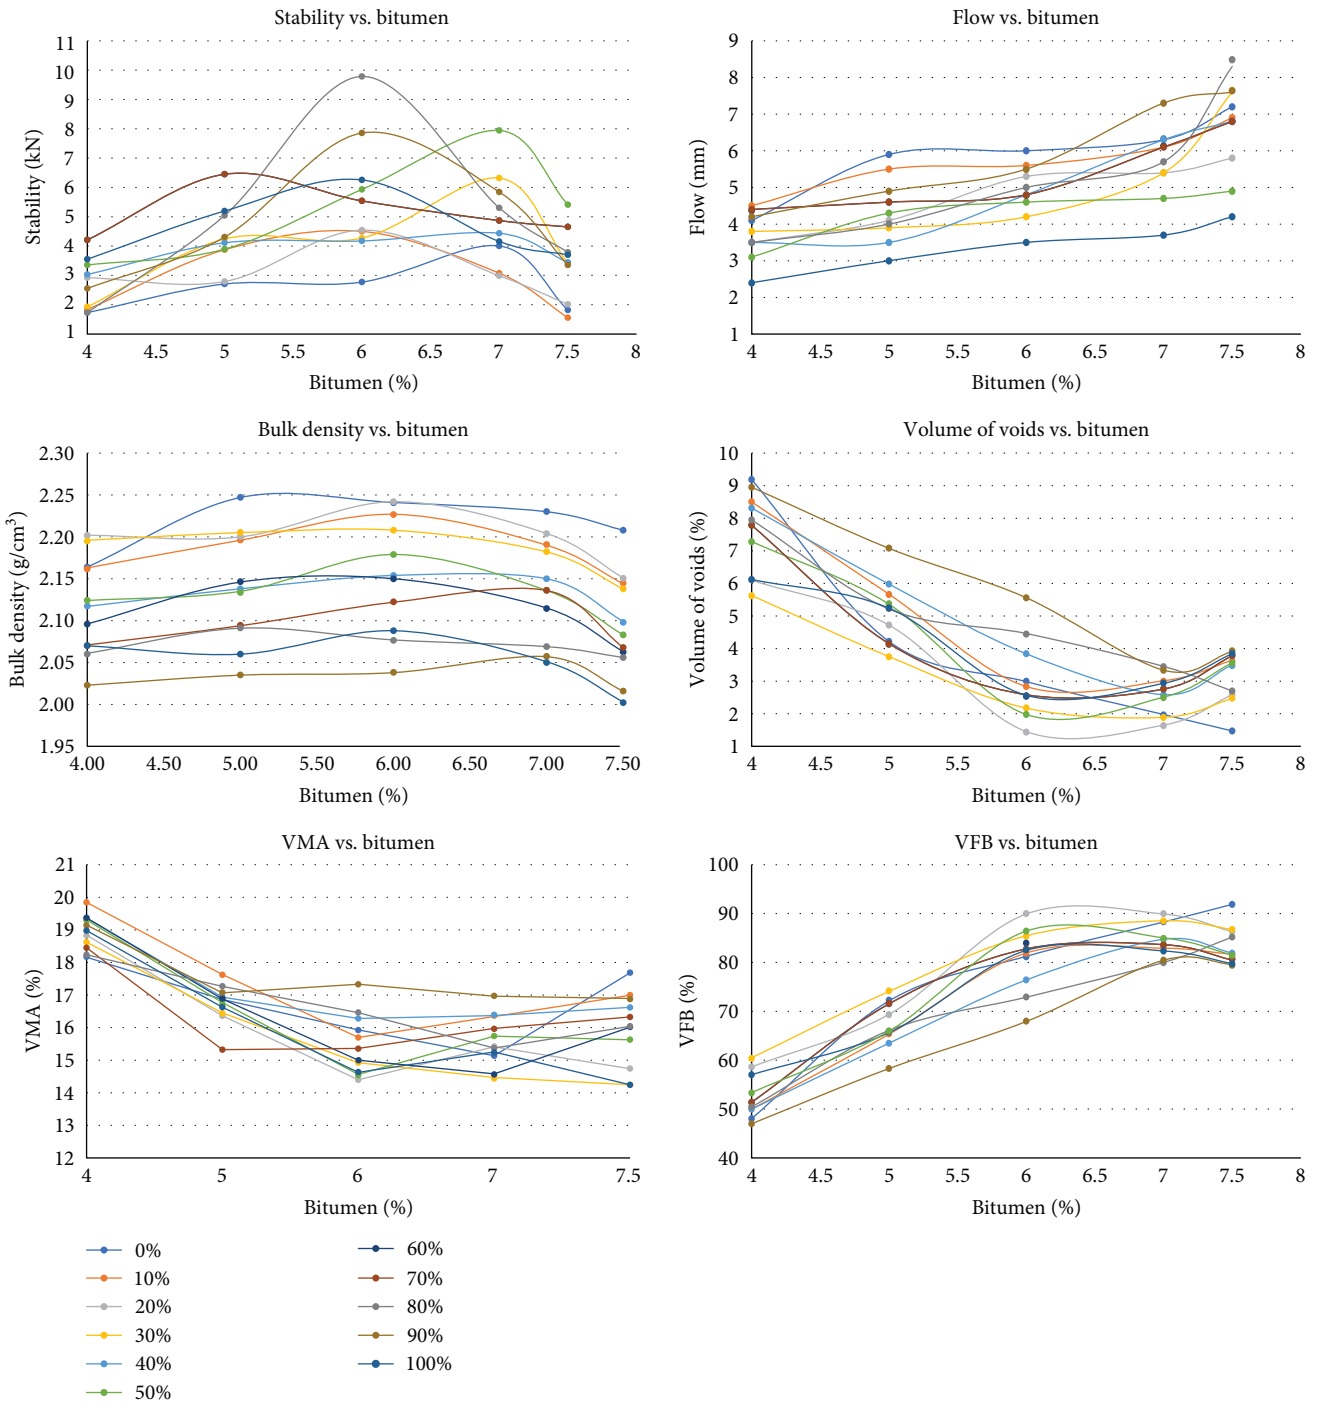 Stability vs. bitumen
11
10
9
8
7
6
5
4
3
2
1
Stability (kN)
4 4.5 5 5.5 6 6.5 7 7.5 8
Bitumen (%)
Flow vs. bitumen
9
8
7
6
5
4
3
2
1
Flow (mm)
4 4.5 5 5.5 6 6.5 7 7.5 8
Bitumen (%)
Bulk density vs. bitumen
2.30
2.25
2.20
2.15
2.10
2.05
2.00
1.95
Bulk density (g/cm³)
4.00 4.50 5.00 5.50 6.00 6.50 7.00 7.50
Bitumen (%)
Volume of voids vs. bitumen
10
9
8
7
6
5
4
3
2
1
Volume of voids (%)
4 4.5 5 5.5 6 6.5 7 7.5 8
Bitumen (%)
VMA vs. bitumen
21
20
19
18
17
16
15
14
13
12
VMA (%)
4 5 6 7 7.5
Bitumen (%)
VFB vs. bitumen
100
90
80
70
60
50
40
VFB (%)
4 4.5 5 5.5 6 6.5 7 7.5 8
Bitumen (%)
0%
10%
20%
30%
40%
50%
60%
70%
80%
90%
100%